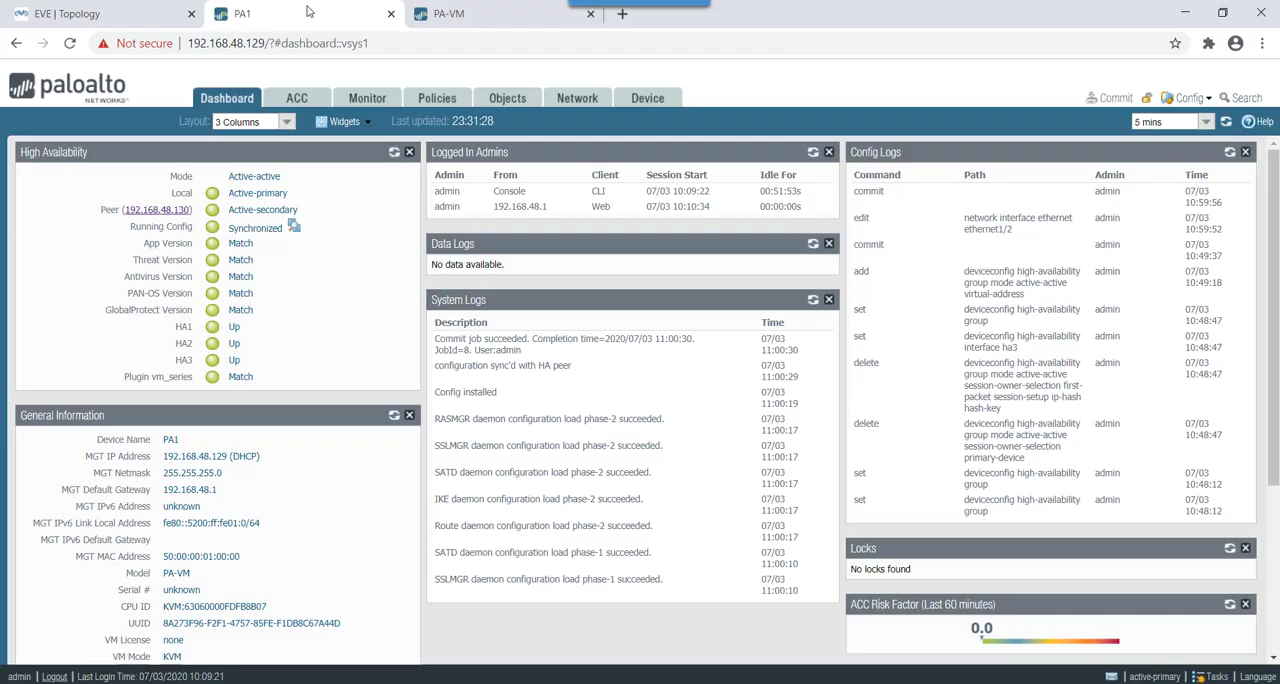 EVE | Topology
PA1
PA-VM
Not secure | 192.168.48.129/?#dashboard::vsys1
paloalto
NETWORKS
Dashboard
ACC
Monitor
Policies
Objects
Network
Device
Commit
Config
Search
Layout: 3 Columns
Widgets
Last updated: 23:31:28
5 mins
Help
High Availability
Mode Active-active
Local Active-primary
Peer (192.168.48.130) Active-secondary
Running Config Synchronized
App Version Match
Threat Version Match
Antivirus Version Match
PAN-OS Version Match
GlobalProtect Version Match
HA1 Up
HA2 Up
HA3 Up
Plugin vm_series Match
General Information
Device Name PA1
MGT IP Address 192.168.48.129 (DHCP)
MGT Netmask 255.255.255.0
MGT Default Gateway 192.168.48.1
MGT IPv6 Address unknown
MGT IPv6 Link Local Address fe80::5200:ff:fe01:0/64
MGT IPv6 Default Gateway
MGT MAC Address 50:00:00:01:00:00
Model PA-VM
Serial # unknown
CPU ID KVM:63060000FDFB8B07
UUID 8A273F96-F2F1-4757-85FE-F1DB8C67A44D
VM License none
VM Mode KVM
Logged In Admins
Admin From Client Session Start Idle For
admin Console CLI 07/03 10:09:22 00:51:53s
admin 192.168.48.1 Web 07/03 10:10:34 00:00:00s
Data Logs
No data available.
System Logs
Description Time
Commit job succeeded. Completion time=2020/07/03 11:00:30. 07/03
JobId=8. User:admin 11:00:30
configuration sync'd with HA peer 07/03
11:00:29
Config installed 07/03
11:00:19
RASMGR daemon configuration load phase-2 succeeded. 07/03
11:00:17
SSLMGR daemon configuration load phase-2 succeeded. 07/03
11:00:17
SATD daemon configuration load phase-2 succeeded. 07/03
11:00:17
IKE daemon configuration load phase-2 succeeded. 07/03
11:00:17
Route daemon configuration load phase-2 succeeded. 07/03
11:00:17
SATD daemon configuration load phase-1 succeeded. 07/03
11:00:10
SSLMGR daemon configuration load phase-1 succeeded. 07/03
11:00:10
Config Logs
Command Path Admin Time
commit admin 07/03
10:59:56
edit network interface ethernet admin 07/03
ethernet1/2 10:59:52
commit admin 07/03
10:49:37
add deviceconfig high-availability admin 07/03
group mode active-active 10:49:18
virtual-address
set deviceconfig high-availability admin 07/03
group 10:48:47
set deviceconfig high-availability admin 07/03
interface ha3 10:48:47
delete deviceconfig high-availability admin 07/03
group mode active-active 10:48:47
session-owner-selection first-
packet session-setup ip-hash
hash-key
delete deviceconfig high-availability admin 07/03
group mode active-active 10:48:47
session-owner-selection
primary-device
set deviceconfig high-availability admin 07/03
group 10:48:12
set deviceconfig high-availability admin 07/03
group 10:48:12
Locks
No locks found
ACC Risk Factor (Last 60 minutes)
0.0
admin | Logout | Last Login Time: 07/03/2020 10:09:21
| active-primary | Tasks | Language